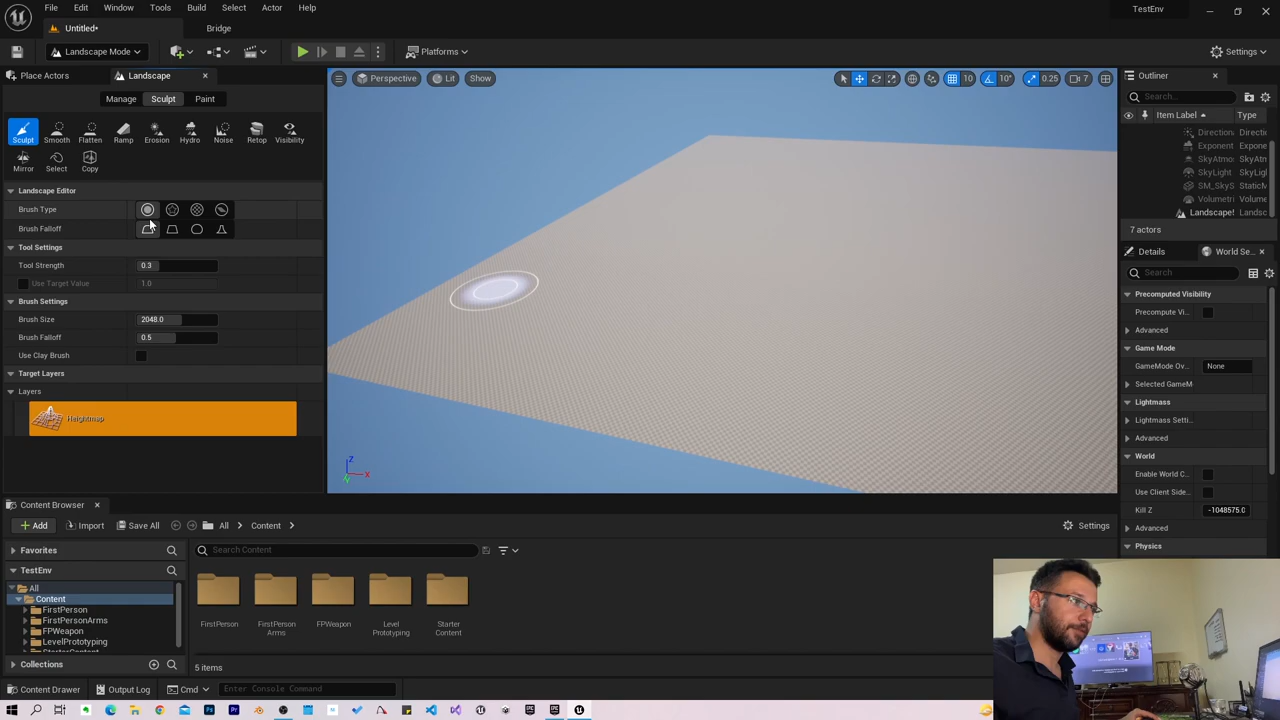 File Edit Window Tools Build Select Actor Help
TestEnv
Untitled* Bridge
Landscape Mode Platforms Settings
Place Actors Landscape
Perspective Lit Show 10 10° 0.25 7
Outliner
Manage Sculpt Paint
Search...
Item Label Type
Sculpt Smooth Flatten Ramp Erosion Hydro Noise Retop Visibility
Mirror Select Copy
Direction Directi
Exponent Expone
SkyAtmo SkyAtm
SkyLight SkyLigh
SM_SkyS StaticM
Volumetri Volume
Landscape Landsc
7 actors
Landscape Editor
Brush Type
Brush Falloff
Tool Settings
Tool Strength 0.3
Use Target Value 1.0
Brush Settings
Brush Size 2048.0
Brush Falloff 0.5
Use Clay Brush
Target Layers
Layers
Heightmap
Details World Se...
Search
Precomputed Visibility
Precompute Vi...
Advanced
Game Mode
GameMode Ov... None
Selected GameM
Lightmass
Lightmass Setti...
Advanced
World
Enable World C...
Use Client Side...
Kill Z -1048575.0
Advanced
Physics
Z
X
Content Browser
Add Import Save All All Content Settings
Favorites Search Content
TestEnv
All
Content
FirstPerson
FirstPersonArms
FPWeapon
LevelPrototyping
StarterContent
Collections
FirstPerson
FirstPerson
Arms
FPWeapon
Level
Prototyping
Starter
Content
5 items
Content Drawer Output Log Cmd Enter Console Command